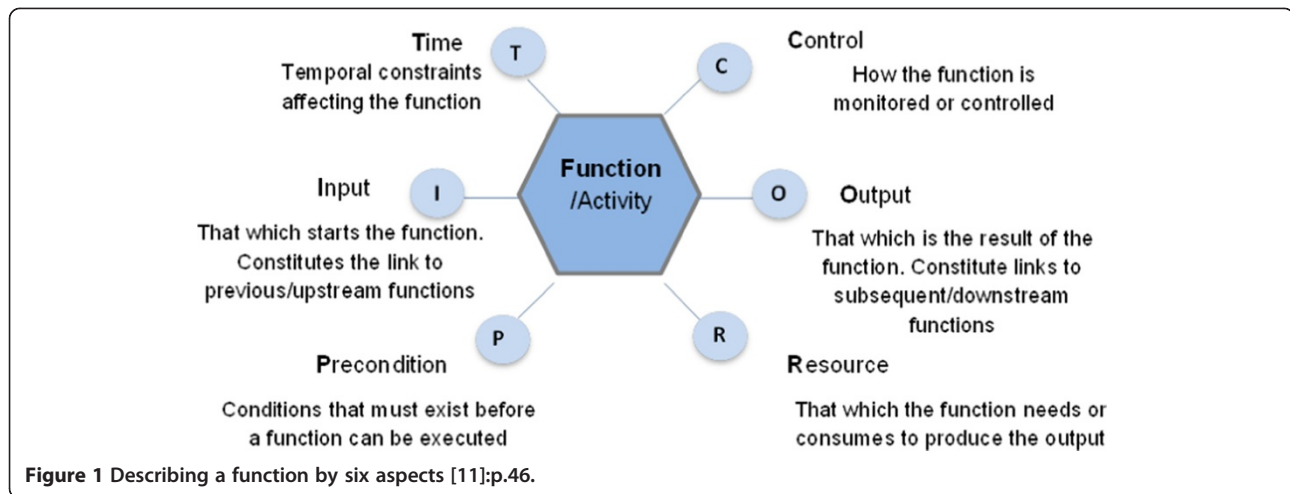 Time
T
Temporal constraints
affecting the function
Control
C
How the function is
monitored or controlled
Function
/Activity
Input
I
That which starts the function.
Constitutes the link to
previous/upstream functions
O
Output
That which is the result of the
function. Constitute links to
subsequent/downstream
functions
P
Precondition
Conditions that must exist before
a function can be executed
R
Resource
That which the function needs or
consumes to produce the output
Figure 1 Describing a function by six aspects [11]:p.46.